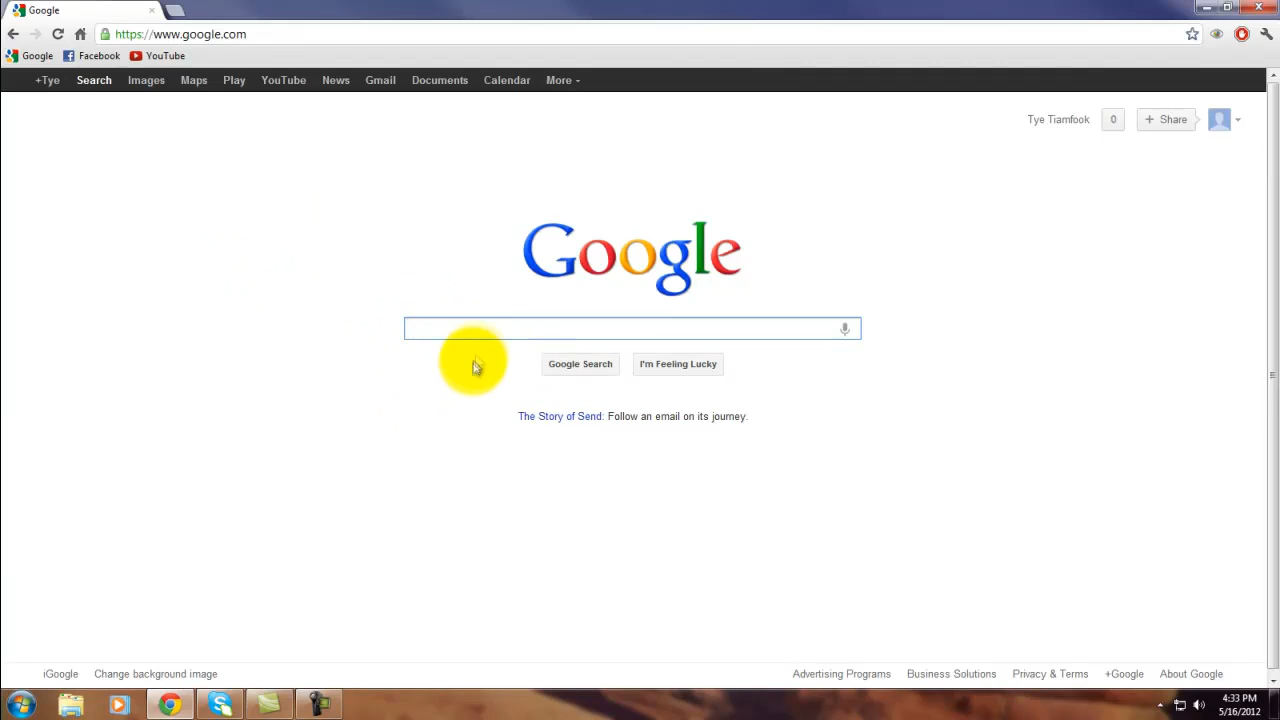 Google
https://www.google.com
Google Facebook YouTube
+Tye Search Images Maps Play YouTube News Gmail Documents Calendar More
Tye Tiamfook 0 + Share
Google
Google Search I'm Feeling Lucky
The Story of Send: Follow an email on its journey.
iGoogle Change background image Advertising Programs Business Solutions Privacy & Terms +Google About Google
4:33 PM
5/16/2012